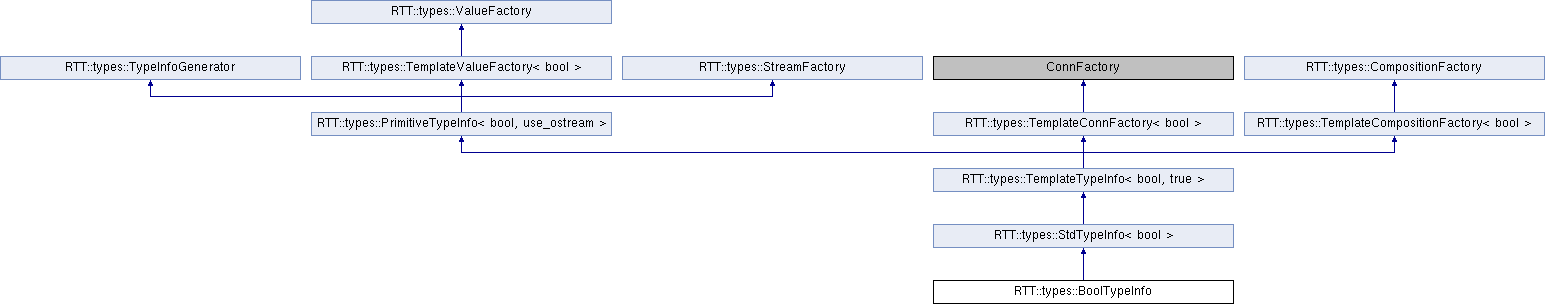 RTT::types::ValueFactory
RTT::types::TypeInfoGenerator
RTT::types::TemplateValueFactory< bool >
RTT::types::StreamFactory
ConnFactory
RTT::types::CompositionFactory
RTT::types::PrimitiveTypeInfo< bool, use_ostream >
RTT::types::TemplateConnFactory< bool >
RTT::types::TemplateCompositionFactory< bool >
RTT::types::TemplateTypeInfo< bool, true >
RTT::types::StdTypeInfo< bool >
RTT::types::BoolTypeInfo